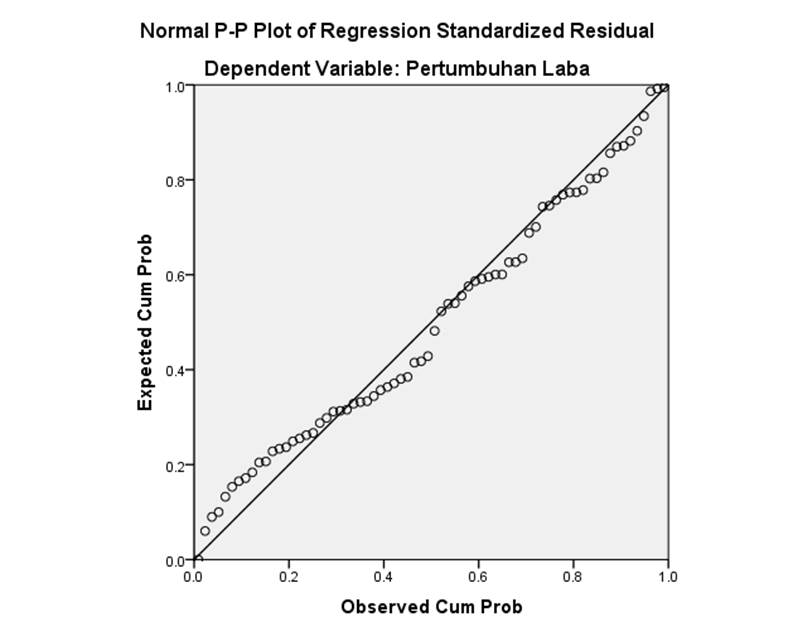 Normal P-P Plot of Regression Standardized Residual
Dependent Variable: Pertumbuhan Laba
1.0
0.8
0.6
0.4
0.2
0.0
Expected Cum Prob
0.0 0.2 0.4 0.6 0.8 1.0
Observed Cum Prob